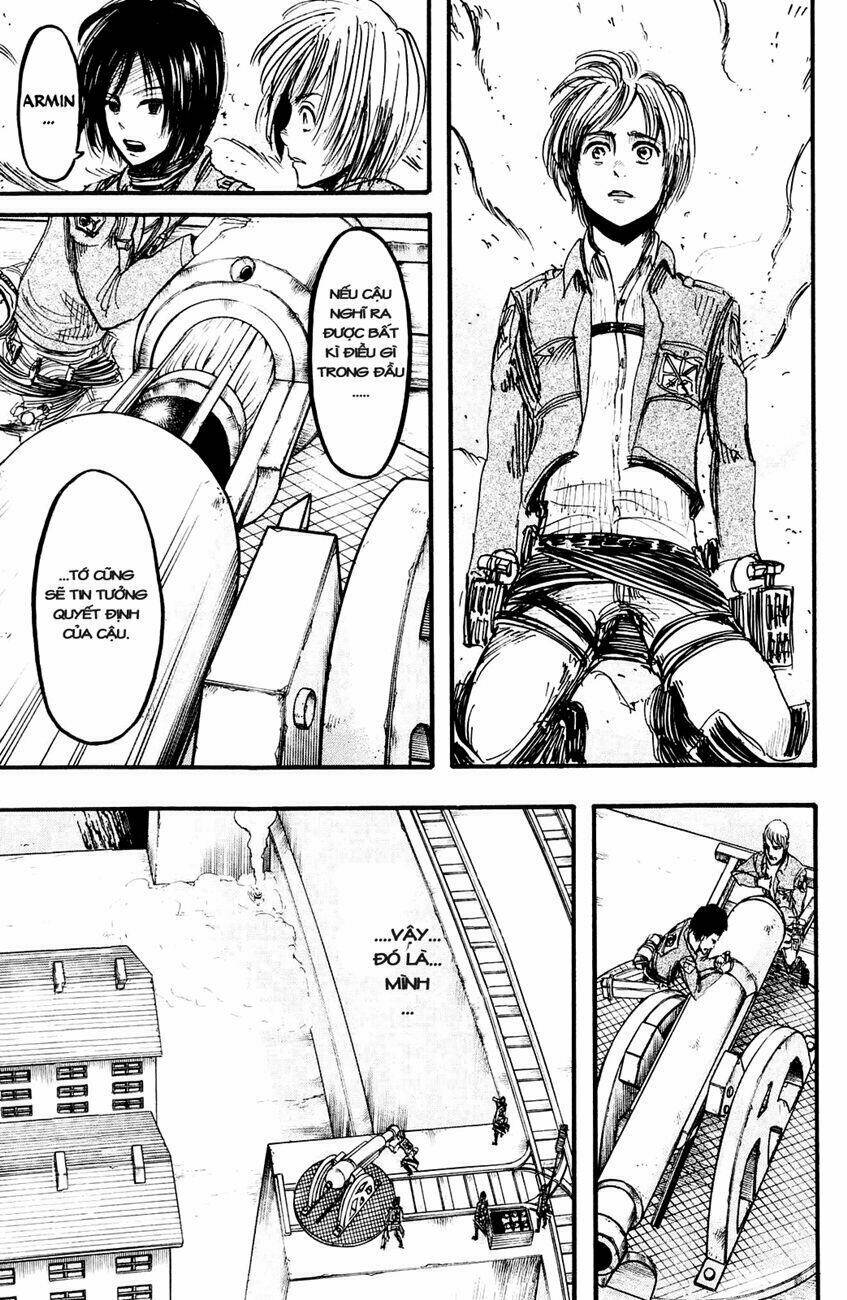 ARMIN
...
NẾU CẬU
NGHĨ RA
ĐƯỢC BẤT
KÌ ĐIỀU GÌ
TRONG ĐẦU
.....
...TỚ CŨNG
SẼ TIN TƯỞNG
QUYẾT ĐỊNH
CỦA CẬU.
....VẬY...
ĐÓ LÀ...
MÌNH
...